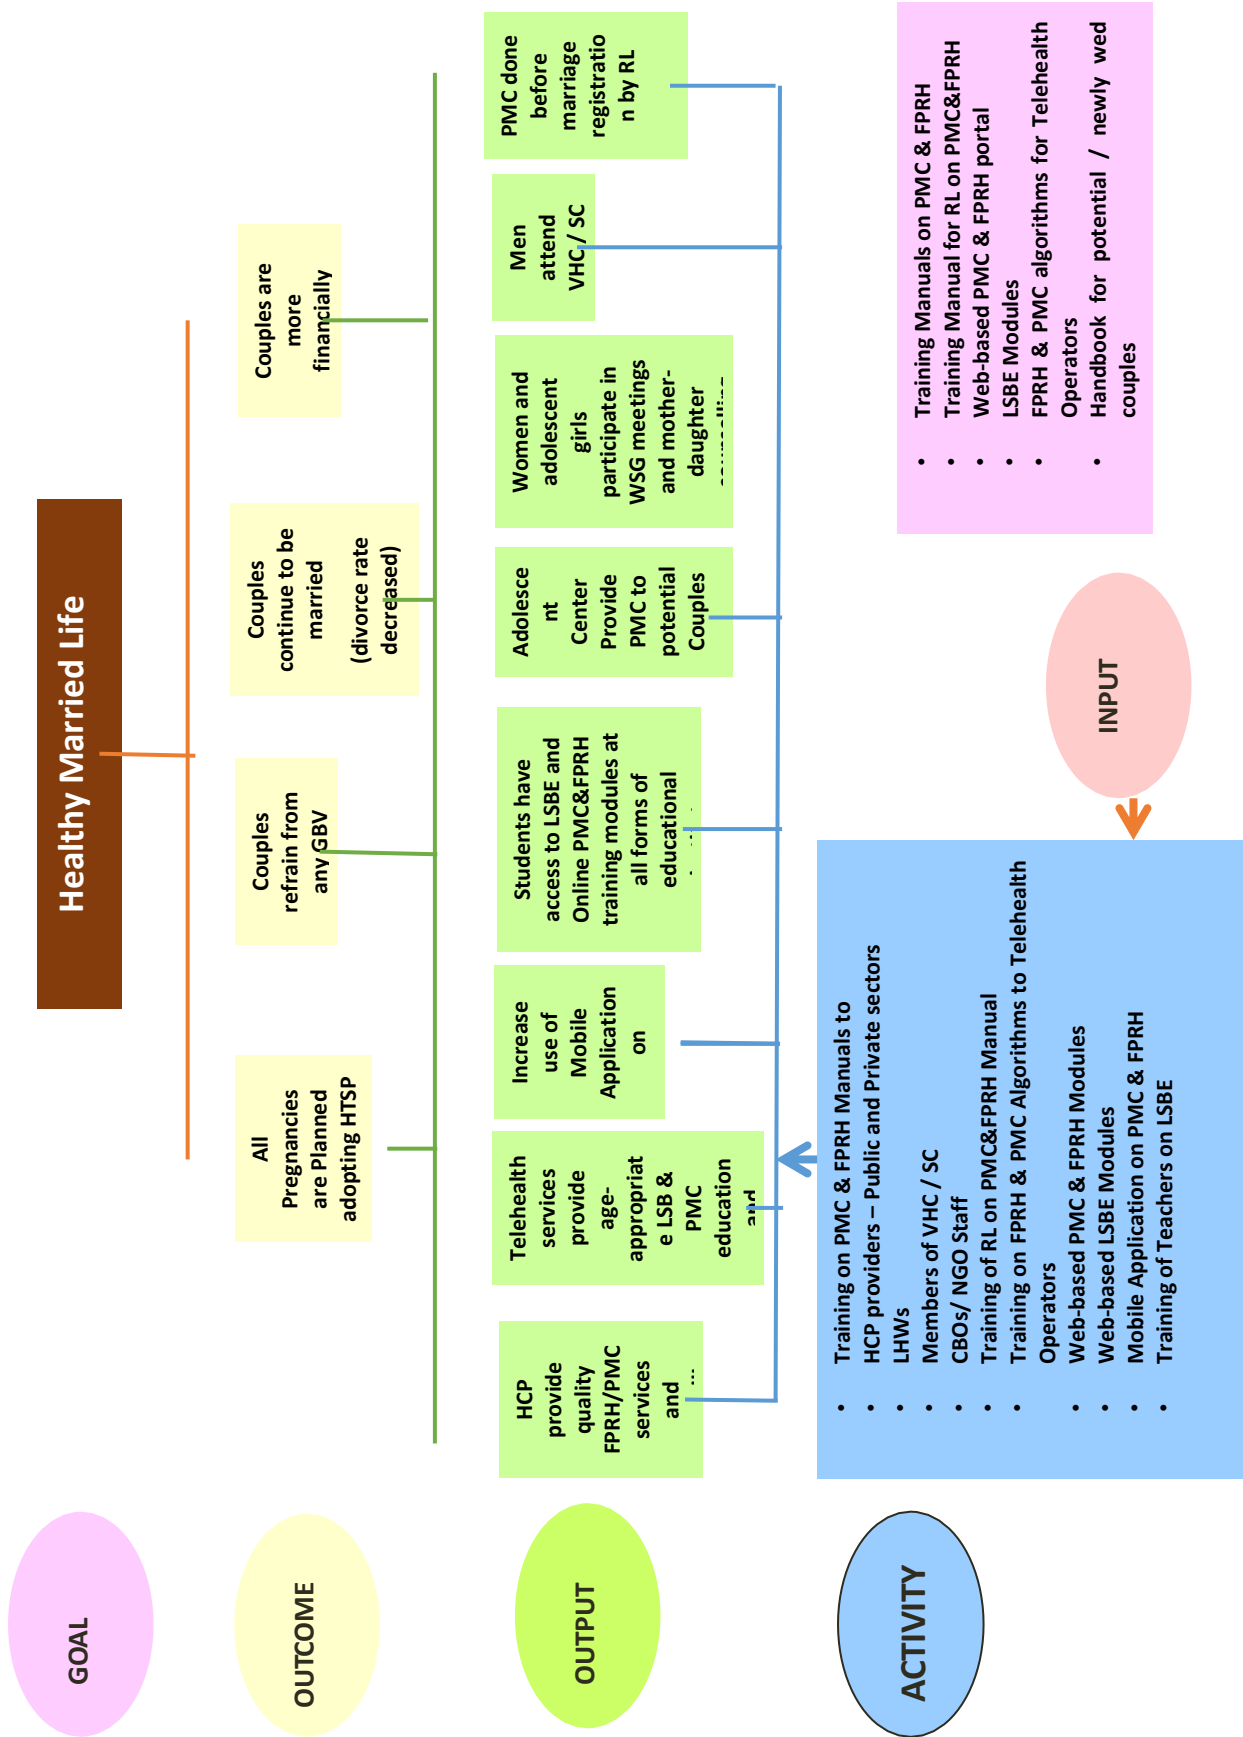 GOAL
Healthy Married Life
OUTCOME
All
Pregnancies
are Planned
adopting HTSP
Couples
refrain from
any GBV
Couples
continue to be
married
(divorce rate
decreased)
Couples are
more
financially
OUTPUT
HCP
provide
quality
FPRH/PMC
services
and ...
Telehealth
services
provide
age-
appropriat
e LSB &
PMC
education
and
Increase
use of
Mobile
Application
on
Students have
access to LSBE and
Online PMC&FPRH
training modules at
all forms of
educational
Adolesce
nt
Center
Provide
PMC to
potential
Couples
Women and
adolescent
girls
participate in
WSG meetings
and mother-
daughter
Men
attend
VHC / SC
PMC done
before
marriage
registratio
n by RL
ACTIVITY
• Training on PMC & FPRH Manuals to
• HCP providers – Public and Private sectors
• LHWs
• Members of VHC / SC
• CBOs/ NGO Staff
• Training of RL on PMC&FPRH Manual
• Training on FPRH & PMC Algorithms to Telehealth
Operators
• Web-based PMC & FPRH Modules
• Web-based LSBE Modules
• Mobile Application on PMC & FPRH
• Training of Teachers on LSBE
INPUT
• Training Manuals on PMC & FPRH
• Training Manual for RL on PMC&FPRH
• Web-based PMC & FPRH portal
• LSBE Modules
• FPRH & PMC algorithms for Telehealth
Operators
• Handbook for potential / newly wed
couples